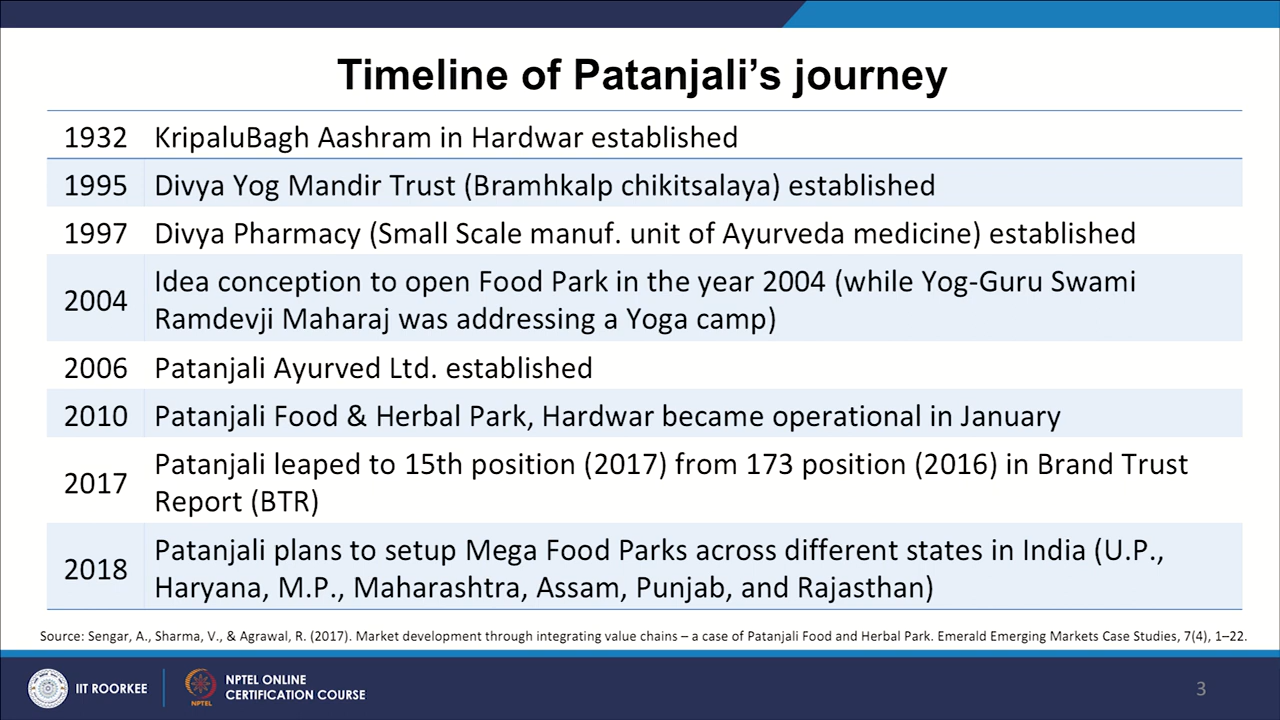 Timeline of Patanjali’s journey
1932 KripaluBagh Aashram in Hardwar established
1995 Divya Yog Mandir Trust (Bramhkalp chikitsalaya) established
1997 Divya Pharmacy (Small Scale manuf. unit of Ayurveda medicine) established
2004 Idea conception to open Food Park in the year 2004 (while Yog-Guru Swami
Ramdevji Maharaj was addressing a Yoga camp)
2006 Patanjali Ayurved Ltd. established
2010 Patanjali Food & Herbal Park, Hardwar became operational in January
2017 Patanjali leaped to 15th position (2017) from 173 position (2016) in Brand Trust
Report (BTR)
2018 Patanjali plans to setup Mega Food Parks across different states in India (U.P.,
Haryana, M.P., Maharashtra, Assam, Punjab, and Rajasthan)
Source: Sengar, A., Sharma, V., & Agrawal, R. (2017). Market development through integrating value chains – a case of Patanjali Food and Herbal Park. Emerald Emerging Markets Case Studies, 7(4), 1–22.
IIT ROORKEE
NPTEL
NPTEL ONLINE
CERTIFICATION COURSE
3